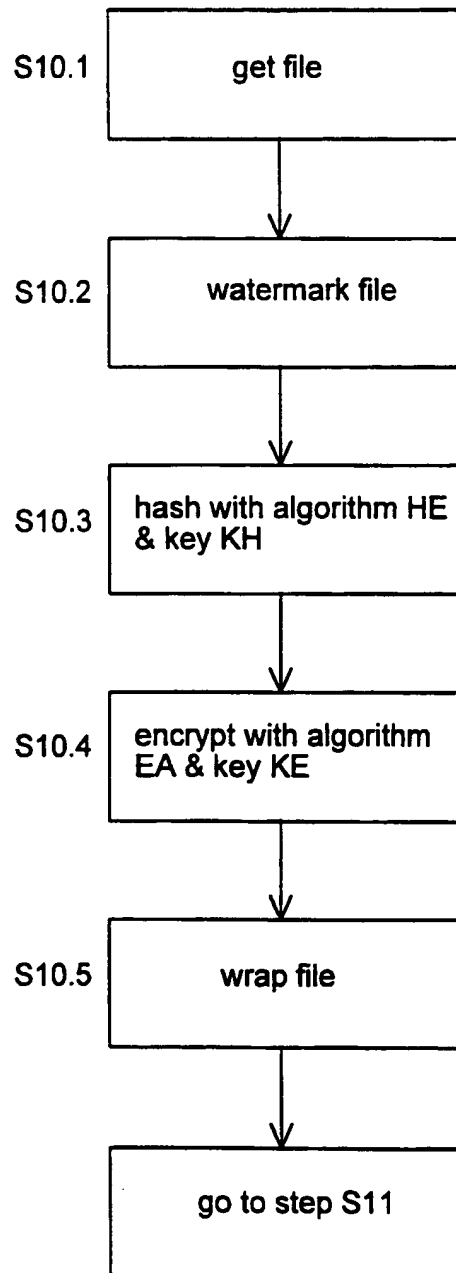 S10.1
get file
S10.2
watermark file
S10.3
hash with algorithm HE
& key KH
S10.4
encrypt with algorithm
EA & key KE
S10.5
wrap file
go to step S11